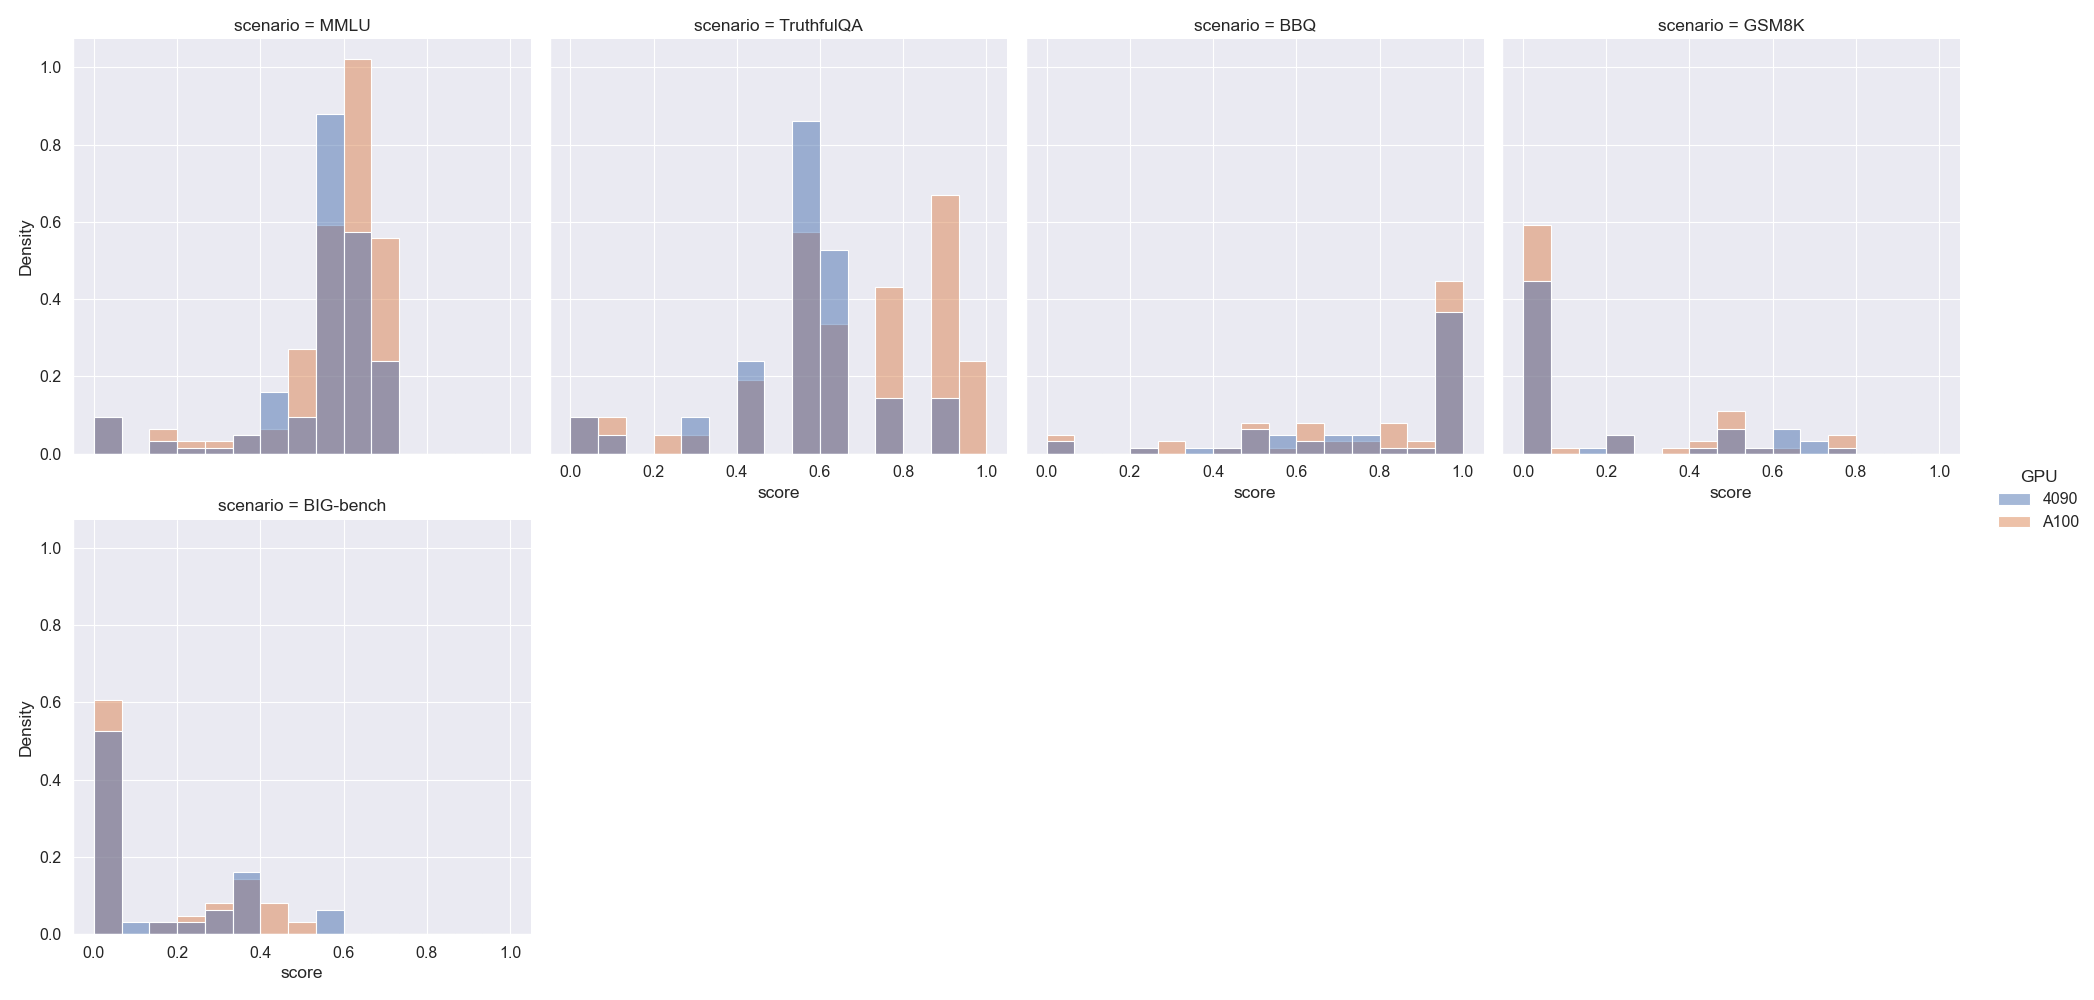 scenario = MMLU
scenario = TruthfulQA
scenario = BBQ
scenario = GSM8K
1.0
0.8
0.6
0.4
0.2
0.0
Density
0.0 0.2 0.4 0.6 0.8 1.0
score
0.0 0.2 0.4 0.6 0.8 1.0
score
0.0 0.2 0.4 0.6 0.8 1.0
score
GPU
4090
A100
scenario = BIG-bench
1.0
0.8
0.6
0.4
0.2
0.0
Density
0.0 0.2 0.4 0.6 0.8 1.0
score